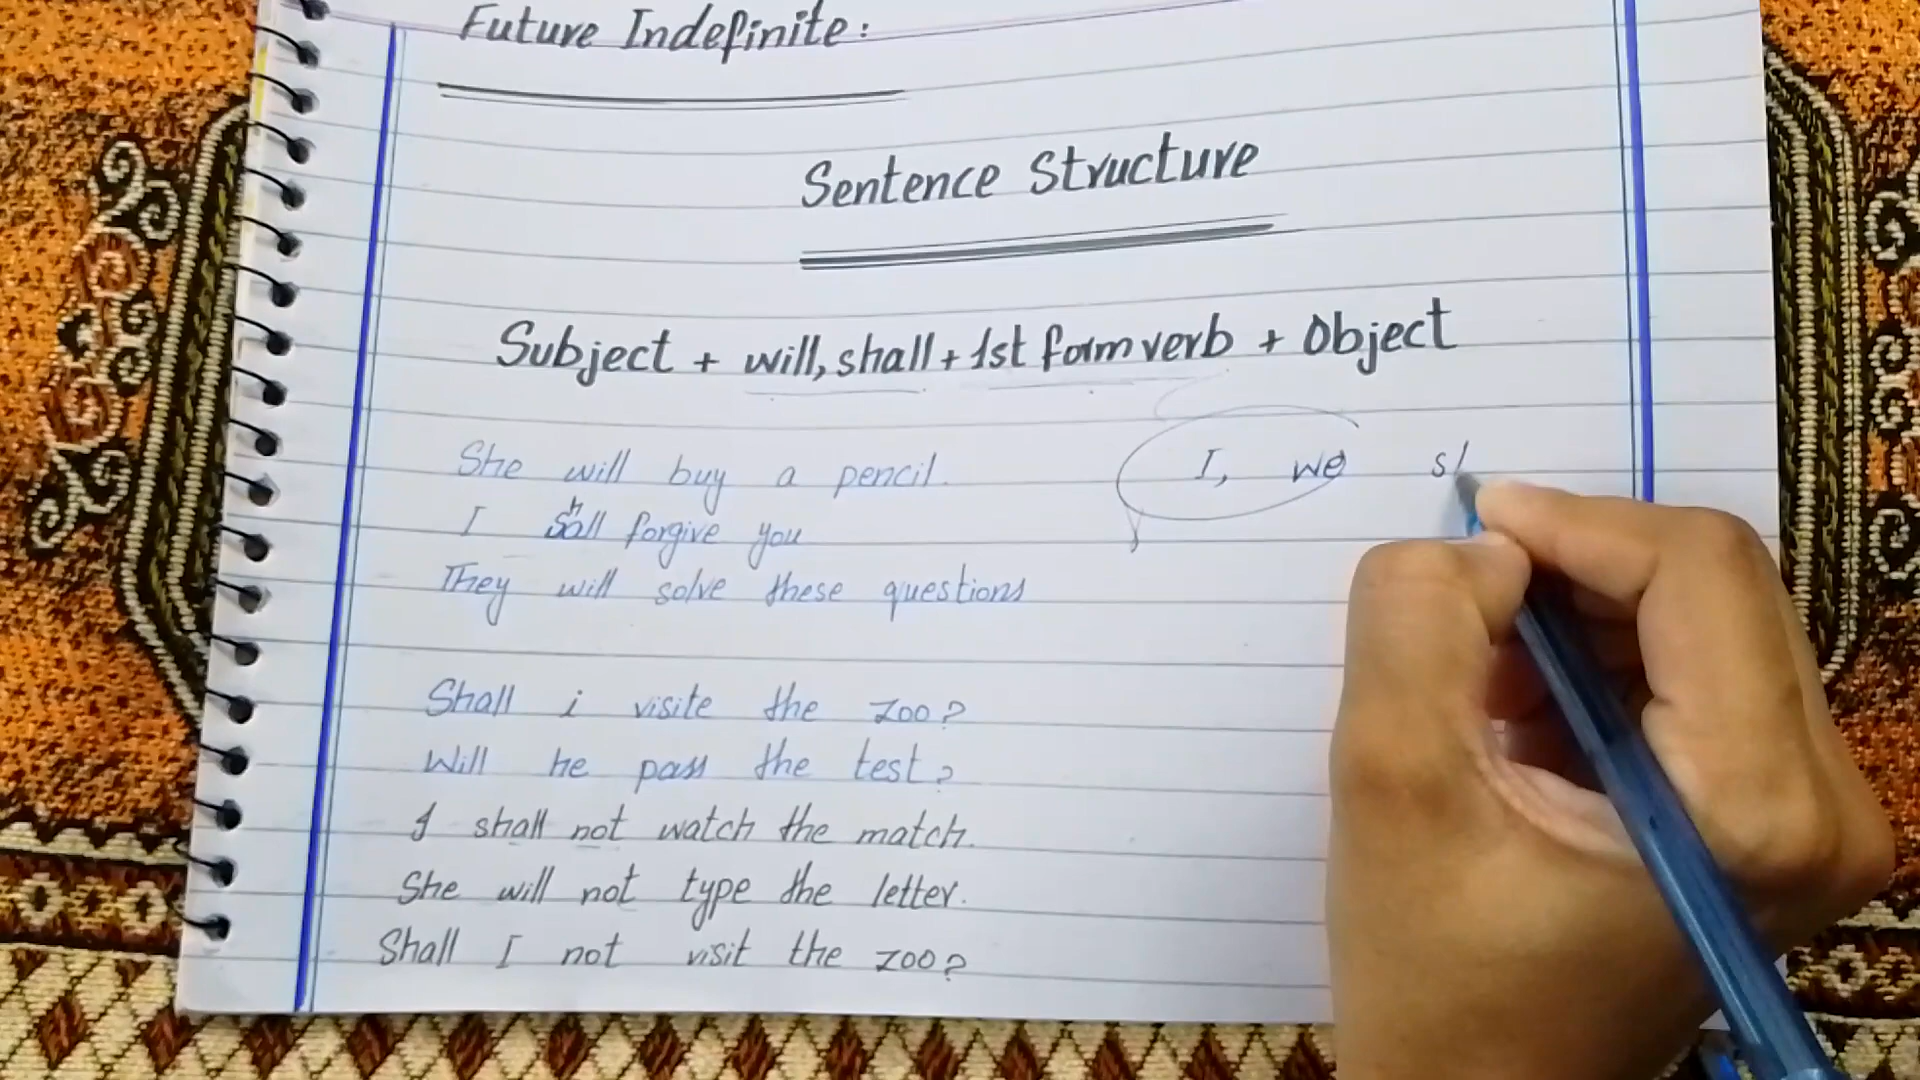 Future Indefinite:
Sentence Structure
Subject + will, shall + 1st form verb + Object
She will buy a pencil.
I, we
I shall forgive you
They will solve these questions
Shall i visite the zoo?
Will he pass the test?
I shall not watch the match.
She will not type the letter.
Shall I not visit the zoo?